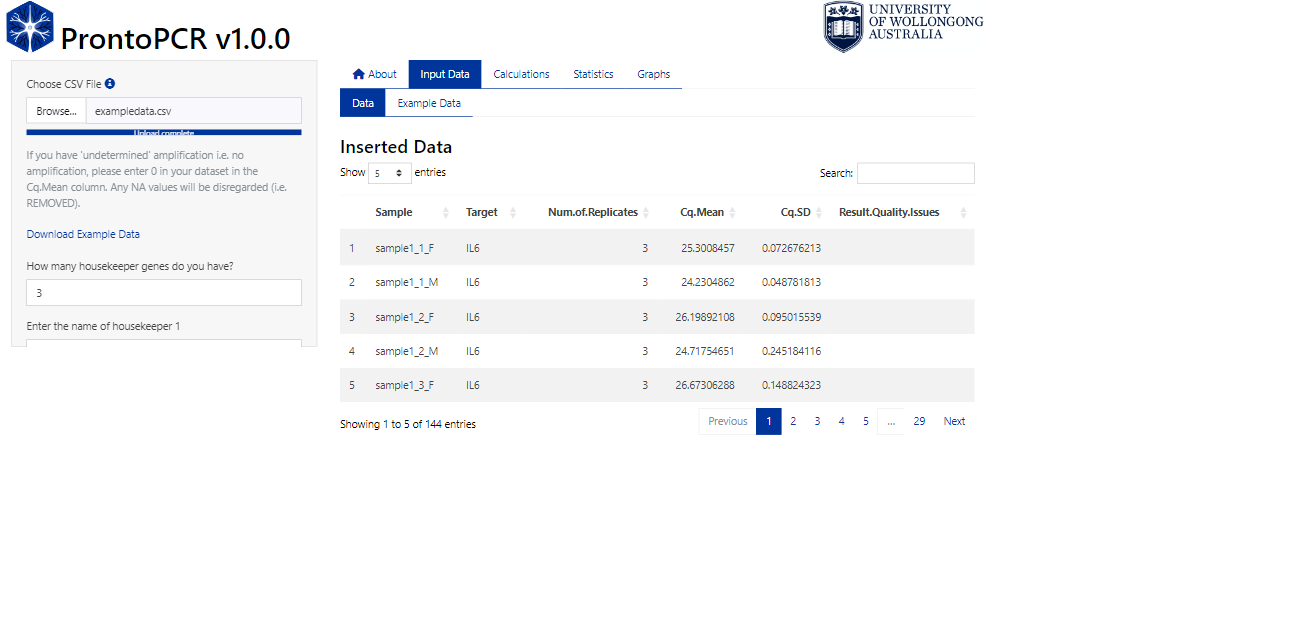 ProntoPCR v1.0.0
UNIVERSITY
OF WOLLONGONG
AUSTRALIA
Choose CSV File
Browse... exampledata.csv
Upload complete
If you have 'undetermined' amplification i.e. no
amplification, please enter 0 in your dataset in the
Cq.Mean column. Any NA values will be disregarded (i.e.
REMOVED).
Download Example Data
How many housekeeper genes do you have?
3
Enter the name of housekeeper 1
About Input Data Calculations Statistics Graphs
Data Example Data
Inserted Data
Show 5 entries Search:
Sample Target Num.of.Replicates Cq.Mean Cq.SD Result.Quality.Issues
1 sample1_1_F IL6 3 25.3008457 0.072676213
2 sample1_1_M IL6 3 24.2304862 0.048781813
3 sample1_2_F IL6 3 26.19892108 0.095015539
4 sample1_2_M IL6 3 24.71754651 0.245184116
5 sample1_3_F IL6 3 26.67306288 0.148824323
Showing 1 to 5 of 144 entries Previous 1 2 3 4 5 ... 29 Next